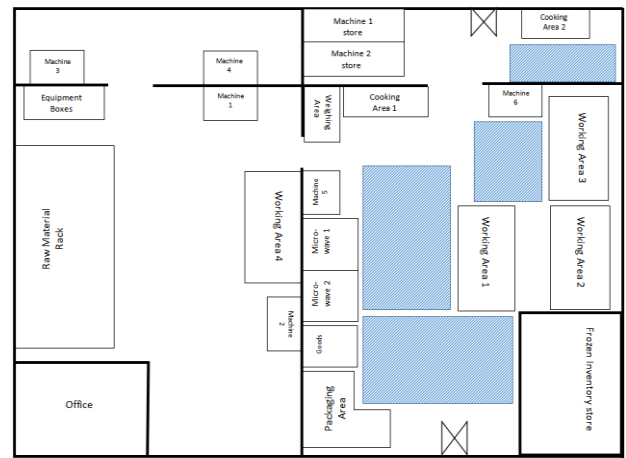 Machine 1
store
Cooking
Area 2
Machine 2
store
Machine
3
Machine
4
Equipment
Boxes
Machine
1
Weighing
Area
Cooking
Area 1
Machine
6
Working Area 3
Raw Material
Rack
Working Area 4
Machine
5
Micro-
wave 1
Working Area 1
Working Area 2
Micro-
wave 2
Machine
2
Goods
Frozen Inventory store
Office
Packaging
Area